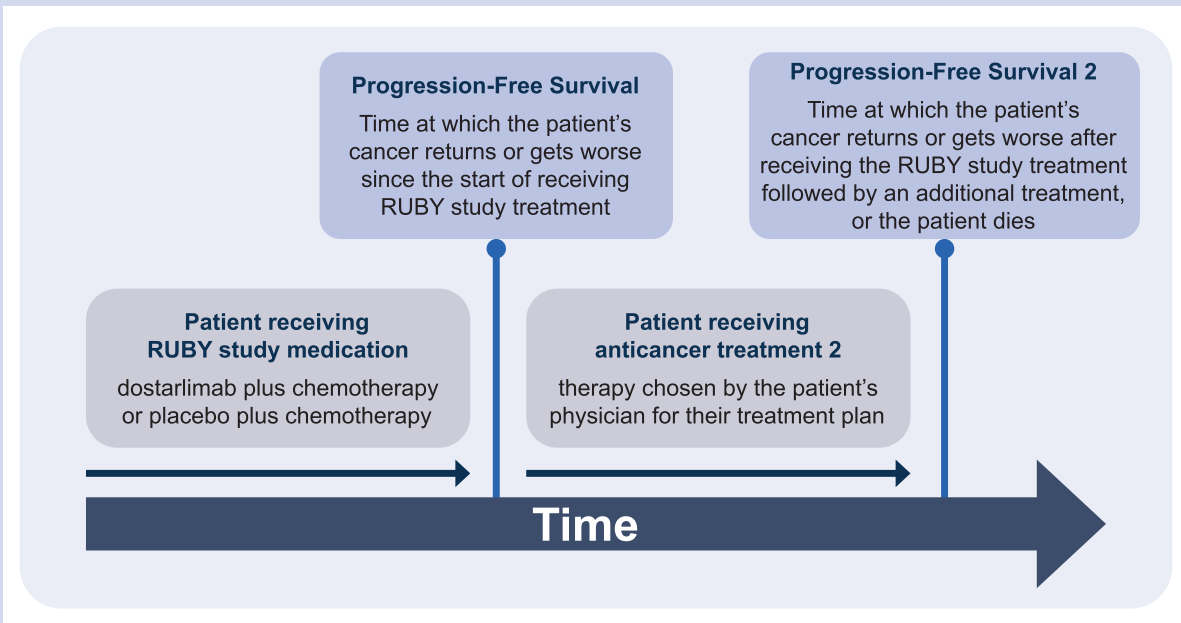 Progression-Free Survival
Time at which the patient's
cancer returns or gets worse
since the start of receiving
RUBY study treatment
Progression-Free Survival 2
Time at which the patient's
cancer returns or gets worse after
receiving the RUBY study treatment
followed by an additional treatment,
or the patient dies
Patient receiving
RUBY study medication
dostarlimab plus chemotherapy
or placebo plus chemotherapy
Patient receiving
anticancer treatment 2
therapy chosen by the patient's
physician for their treatment plan
Time